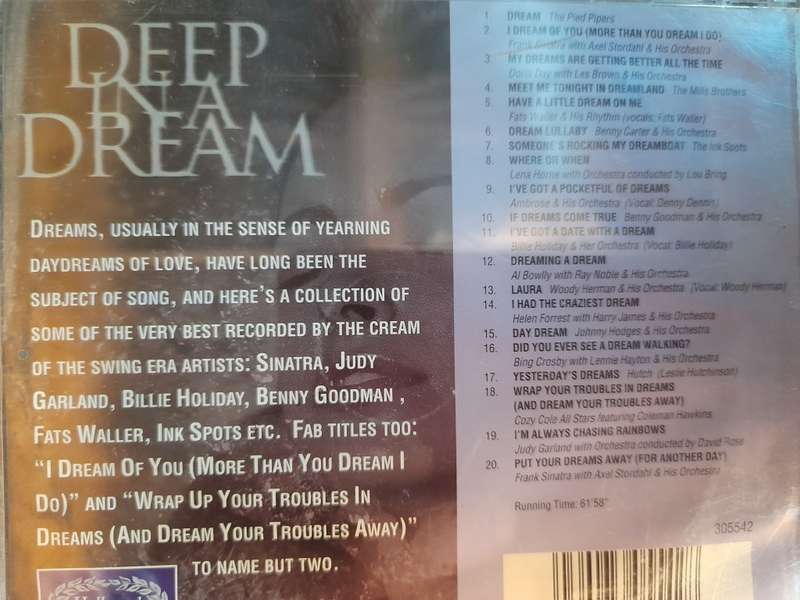 DEEP
IN A
DREAM
DREAMS, USUALLY IN THE SENSE OF YEARNING
DAYDREAMS OF LOVE, HAVE LONG BEEN THE
SUBJECT OF SONG, AND HERE'S A COLLECTION OF
SOME OF THE VERY BEST RECORDED BY THE CREAM
OF THE SWING ERA ARTISTS: SINATRA, JUDY
GARLAND, BILLIE HOLIDAY, BENNY GOODMAN ,
FATS WALLER, INK SPOTS ETC. FAB TITLES TOO:
"I DREAM OF YOU (MORE THAN YOU DREAM I
DO)" AND "WRAP UP YOUR TROUBLES IN
DREAMS (AND DREAM YOUR TROUBLES AWAY)"
TO NAME BUT TWO.
1. DREAM The Pied Pipers
2. I DREAM OF YOU (MORE THAN YOU DREAM I DO)
Frank Sinatra with Axel Stordahl & His Orchestra
3. MY DREAMS ARE GETTING BETTER ALL THE TIME
Doris Day with Les Brown & His Orchestra
4. MEET ME TONIGHT IN DREAMLAND The Mills Brothers
5. HAVE A LITTLE DREAM ON ME
Fats Waller & His Rhythm (vocals: Fats Waller)
6. DREAM LULLABY Benny Carter & His Orchestra
7. SOMEONE'S ROCKING MY DREAMBOAT The Ink Spots
8. WHERE OR WHEN
Lena Horne with Orchestra conducted by Lou Bring
9. I'VE GOT A POCKETFUL OF DREAMS
Ambrose & His Orchestra (Vocal: Denny Dennis)
10. IF DREAMS COME TRUE Benny Goodman & His Orchestra
11. I'VE GOT A DATE WITH A DREAM
Billie Holiday & Her Orchestra (Vocal: Billie Holiday)
12. DREAMING A DREAM
Al Bowlly with Ray Noble & His Orchestra
13. LAURA Woody Herman & His Orchestra (Vocal: Woody Herman)
14. I HAD THE CRAZIEST DREAM
Helen Forrest with Harry James & His Orchestra
15. DAY DREAM Johnny Hodges & His Orchestra
16. DID YOU EVER SEE A DREAM WALKING?
Bing Crosby with Lennie Hayton & His Orchestra
17. YESTERDAY'S DREAMS Hutch (Leslie Hutchinson)
18. WRAP YOUR TROUBLES IN DREAMS
(AND DREAM YOUR TROUBLES AWAY)
Cozy Cole All Stars featuring Coleman Hawkins
19. I'M ALWAYS CHASING RAINBOWS
Judy Garland with Orchestra conducted by David Rose
20. PUT YOUR DREAMS AWAY (FOR ANOTHER DAY)
Frank Sinatra with Axel Stordahl & His Orchestra
Running Time: 61'58"
305542